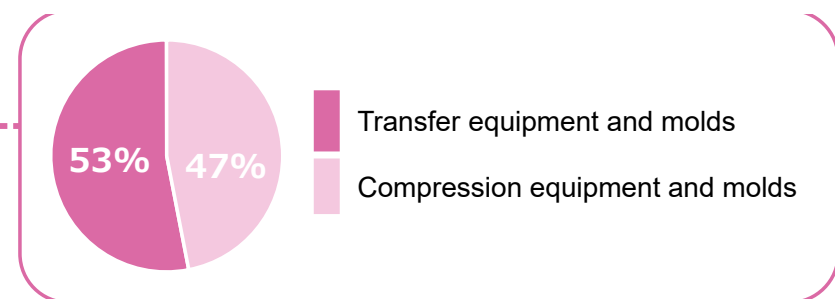 53%
47%
Transfer equipment and molds
Compression equipment and molds